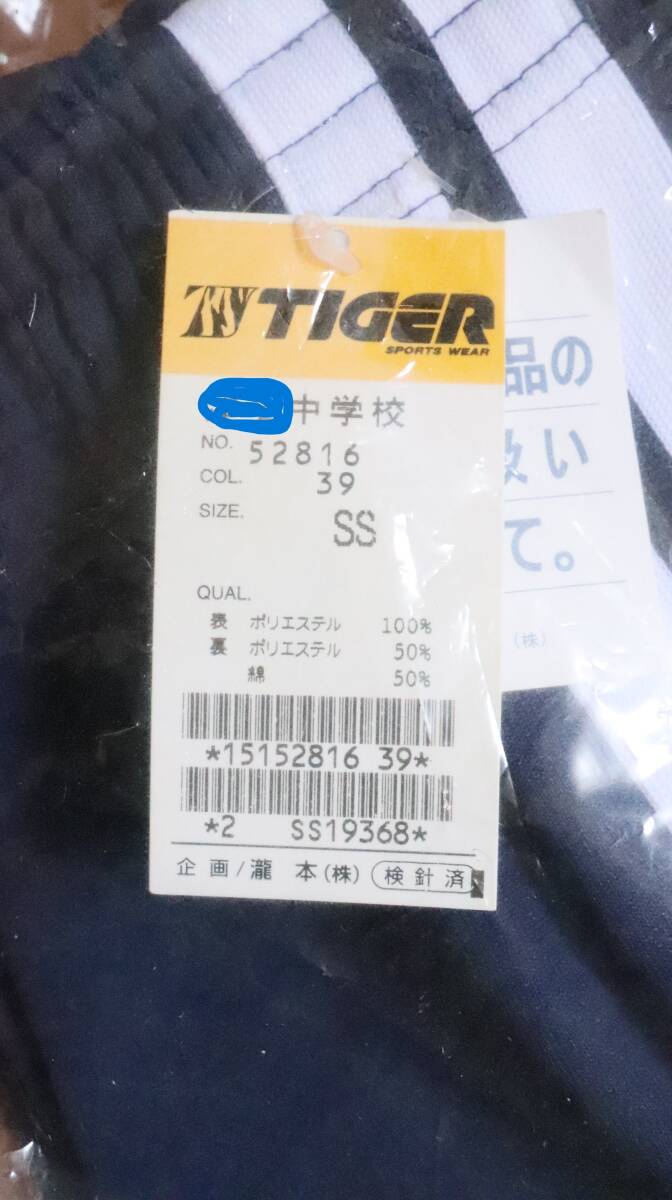 TIGER
SPORTS WEAR
中学校
NO. 52816
COL. 39
SIZE. SS
QUAL.
表 ポリエステル 100%
裏 ポリエステル 50%
綿 50%
*15152816 39*
*2 SS19368*
企画/瀧本(株) 検針済
品の
扱い
て。
(株)